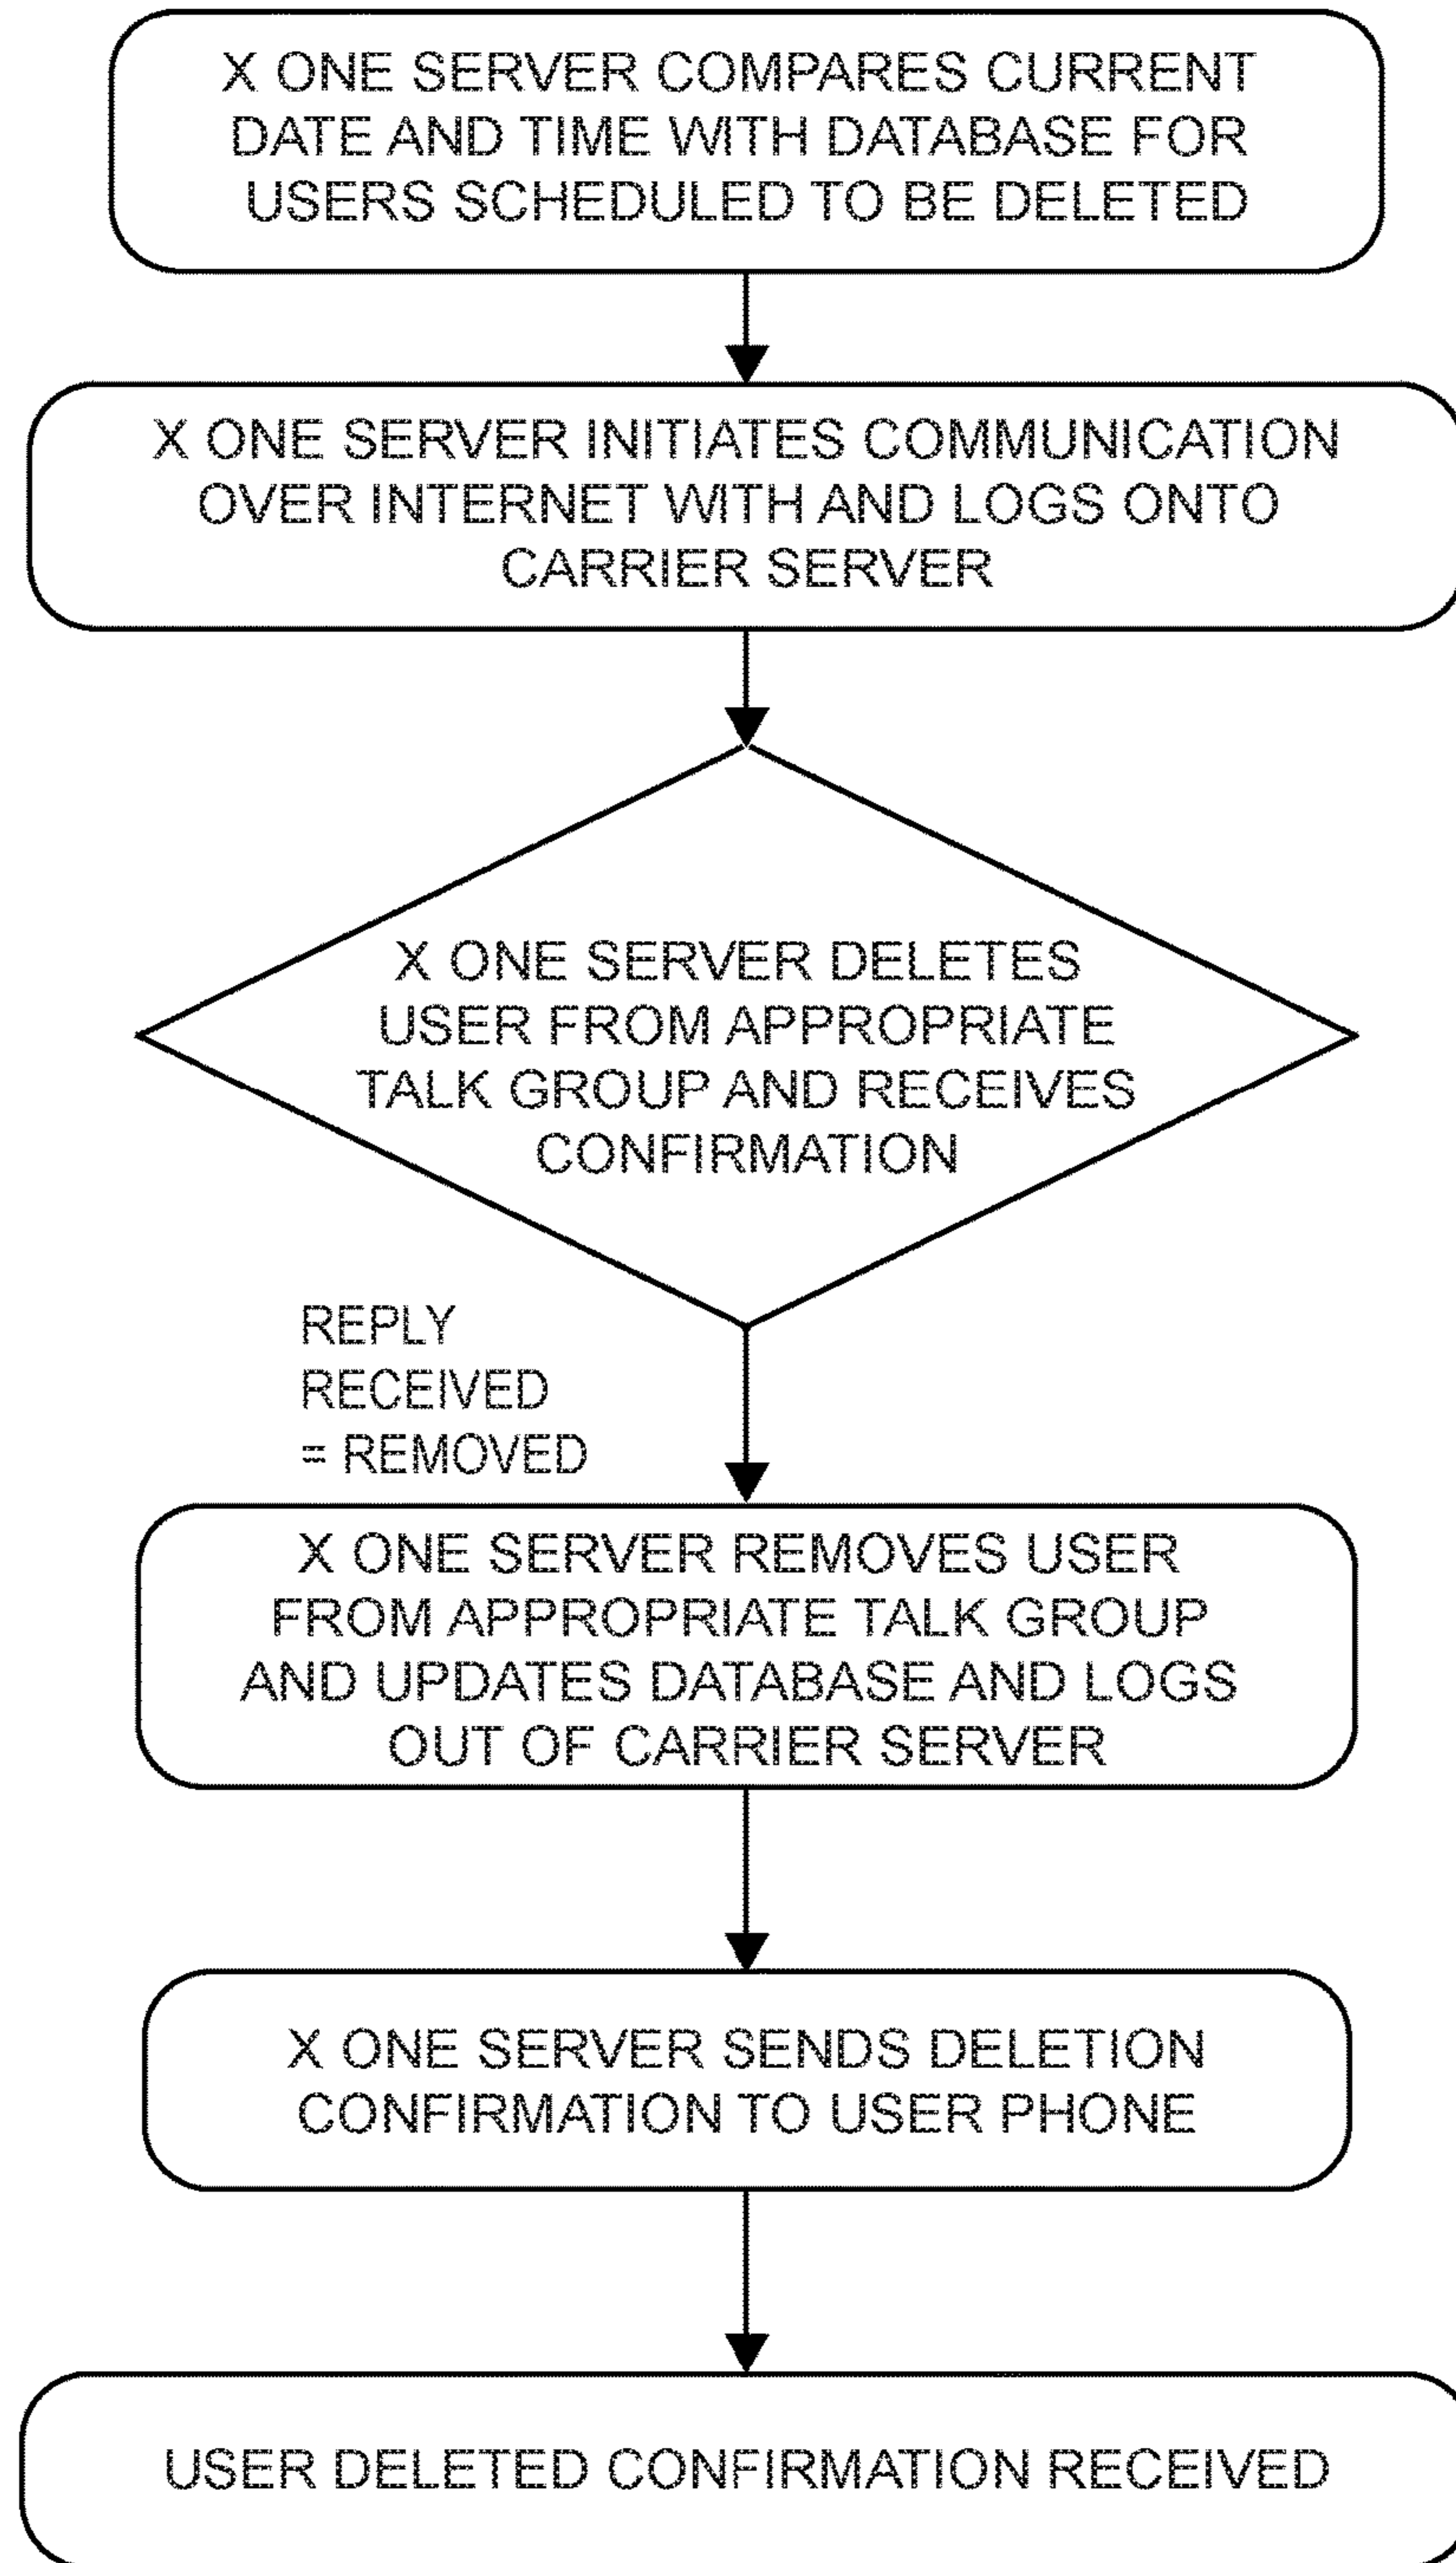 X ONE SERVER COMPARES CURRENT
DATE AND TIME WITH DATABASE FOR
USERS SCHEDULED TO BE DELETED
X ONE SERVER INITIATES COMMUNICATION
OVER INTERNET WITH AND LOGS ONTO
CARRIER SERVER
X ONE SERVER DELETES
USER FROM APPROPRIATE
TALK GROUP AND RECEIVES
CONFIRMATION
REPLY
RECEIVED
= REMOVED
X ONE SERVER REMOVES USER
FROM APPROPRIATE TALK GROUP
AND UPDATES DATABASE AND LOGS
OUT OF CARRIER SERVER
X ONE SERVER SENDS DELETION
CONFIRMATION TO USER PHONE
USER DELETED CONFIRMATION RECEIVED